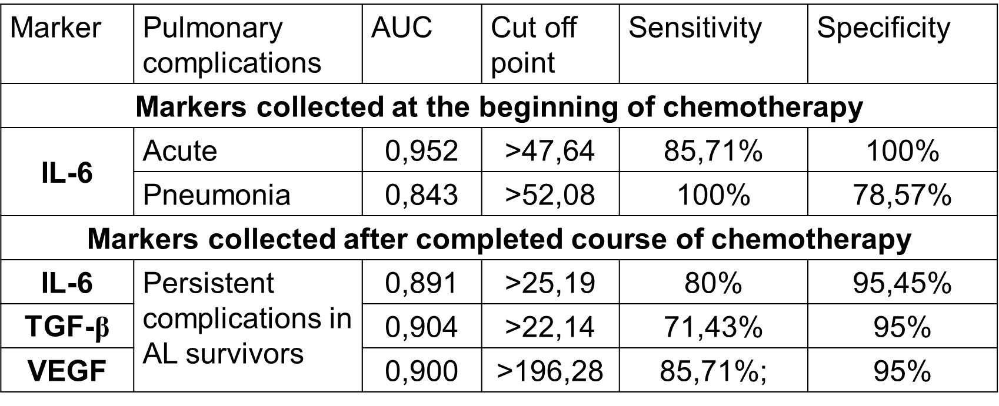 Marker Pulmonary complications AUC Cut off point Sensitivity Specificity
Markers collected at the beginning of chemotherapy
IL-6 Acute 0,952 >47,64 85,71% 100%
Pneumonia 0,843 >52,08 100% 78,57%
Markers collected after completed course of chemotherapy
IL-6 Persistent complications in AL survivors 0,891 >25,19 80% 95,45%
TGF-β 0,904 >22,14 71,43% 95%
VEGF 0,900 >196,28 85,71%; 95%